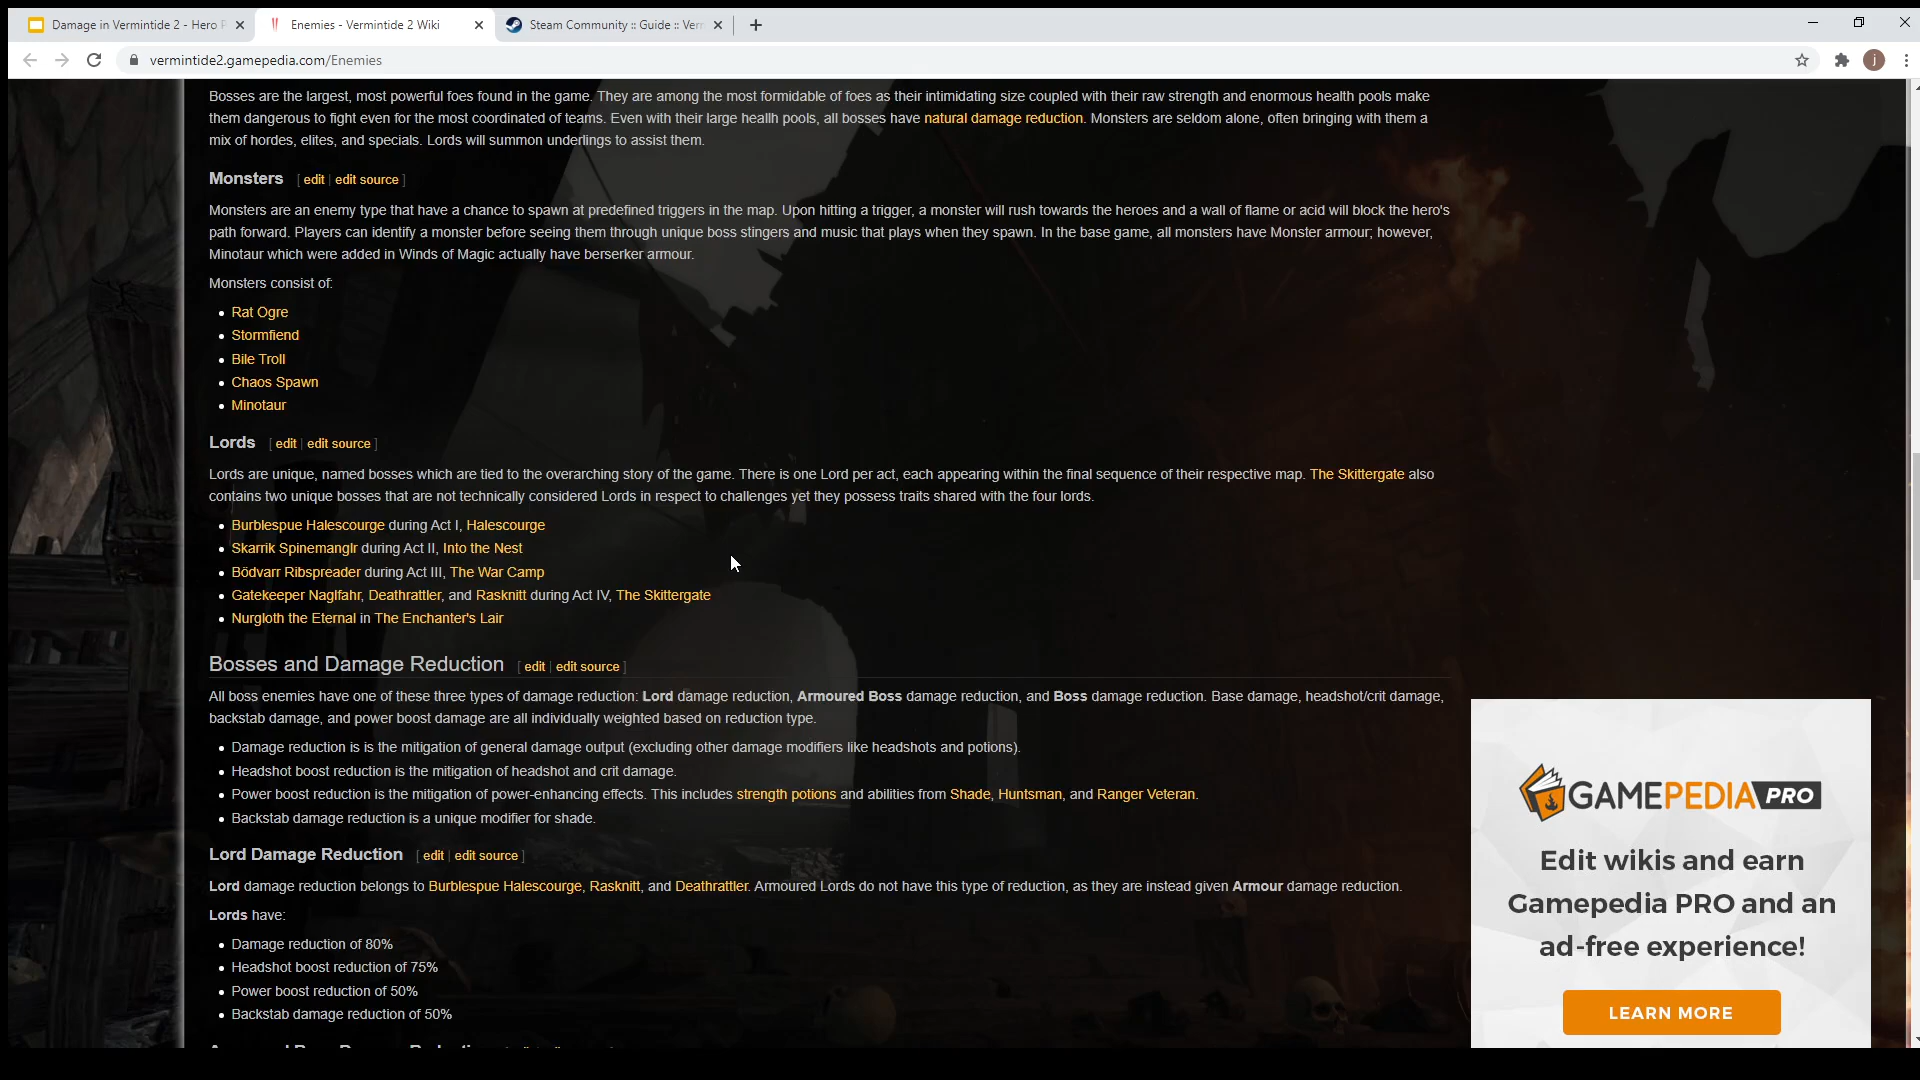 Damage in Vermintide 2 - Hero P
Enemies - Vermintide 2 Wiki
Steam Community :: Guide :: Ver
vermintide2.gamepedia.com/Enemies
j
Bosses are the largest, most powerful foes found in the game. They are among the most formidable of foes as their intimidating size coupled with their raw strength and enormous health pools make
them dangerous to fight even for the most coordinated of teams. Even with their large health pools, all bosses have natural damage reduction. Monsters are seldom alone, often bringing with them a
mix of hordes, elites, and specials. Lords will summon underlings to assist them.
Monsters [ edit | edit source ]
Monsters are an enemy type that have a chance to spawn at predefined triggers in the map. Upon hitting a trigger, a monster will rush towards the heroes and a wall of flame or acid will block the hero's
path forward. Players can identify a monster before seeing them through unique boss stingers and music that plays when they spawn. In the base game, all monsters have Monster armour; however,
Minotaur which were added in Winds of Magic actually have berserker armour.
Monsters consist of:
Rat Ogre
Stormfiend
Bile Troll
Chaos Spawn
Minotaur
Lords [ edit | edit source ]
Lords are unique, named bosses which are tied to the overarching story of the game. There is one Lord per act, each appearing within the final sequence of their respective map. The Skittergate also
contains two unique bosses that are not technically considered Lords in respect to challenges yet they possess traits shared with the four lords.
Burblespue Halescourge during Act I, Halescourge
Skarrik Spinemanglr during Act II, Into the Nest
Bödvarr Ribspreader during Act III, The War Camp
Gatekeeper Naglfahr, Deathrattler, and Rasknitt during Act IV, The Skittergate
Nurgloth the Eternal in The Enchanter's Lair
Bosses and Damage Reduction [ edit | edit source ]
All boss enemies have one of these three types of damage reduction: Lord damage reduction, Armoured Boss damage reduction, and Boss damage reduction. Base damage, headshot/crit damage,
backstab damage, and power boost damage are all individually weighted based on reduction type.
Damage reduction is is the mitigation of general damage output (excluding other damage modifiers like headshots and potions).
Headshot boost reduction is the mitigation of headshot and crit damage.
Power boost reduction is the mitigation of power-enhancing effects. This includes strength potions and abilities from Shade, Huntsman, and Ranger Veteran.
Backstab damage reduction is a unique modifier for shade.
Lord Damage Reduction [ edit | edit source ]
Lord damage reduction belongs to Burblespue Halescourge, Rasknitt, and Deathrattler. Armoured Lords do not have this type of reduction, as they are instead given Armour damage reduction.
Lords have:
Damage reduction of 80%
Headshot boost reduction of 75%
Power boost reduction of 50%
Backstab damage reduction of 50%
GAMEPEDIA PRO
Edit wikis and earn
Gamepedia PRO and an
ad-free experience!
LEARN MORE